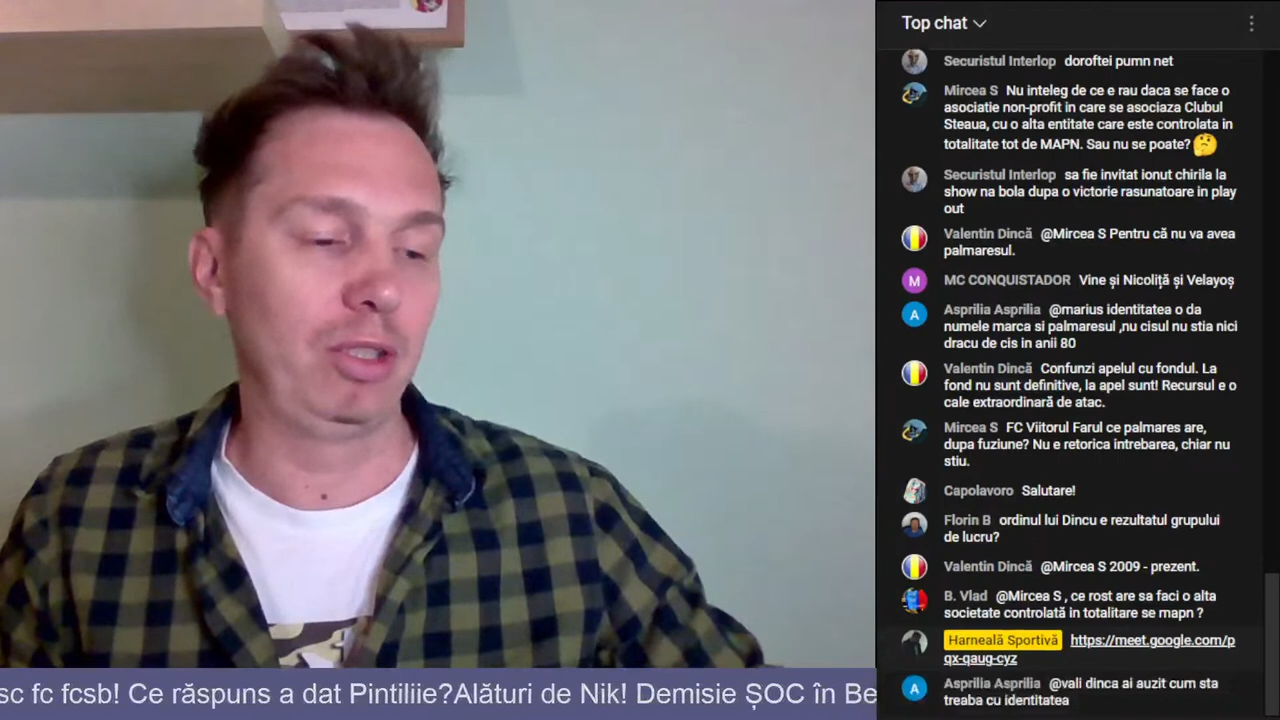 Top chat
Securistul Interlop doroftei pumn net
Mircea S Nu inteleg de ce e rau daca se face o
asociatie non-profit in care se asociaza Clubul
Steaua, cu o alta entitate care este controlata in
totalitate tot de MAPN. Sau nu se poate?
Securistul Interlop sa fie invitat ionut chirila la
show na bola dupa o victorie rasunatoare in play
out
Valentin Dincă @Mircea S Pentru că nu va avea
palmaresul.
M MC CONQUISTADOR Vine și Nicoliță și Velayoș
A Asprilia Asprilia @marius identitatea o da
numele marca si palmaresul ,nu cisul nu stia nici
dracu de cis in anii 80
Valentin Dincă Confunzi apelul cu fondul. La
fond nu sunt definitive, la apel sunt! Recursul e o
cale extraordinară de atac.
Mircea S FC Viitorul Farul ce palmares are,
dupa fuziune? Nu e retorica intrebarea, chiar nu
stiu.
Capolavoro Salutare!
Florin B ordinul lui Dincu e rezultatul grupului
de lucru?
Valentin Dincă @Mircea S 2009 - prezent.
B. Vlad @Mircea S , ce rost are sa faci o alta
societate controlată in totalitare se mapn ?
Harneală Sportivă https://meet.google.com/p
qx-qaug-cyz
A Asprilia Asprilia @vali dinca ai auzit cum sta
treaba cu identitatea
sc fc fcsb! Ce răspuns a dat Pintiliie?Alături de Nik! Demisie ȘOC în Be